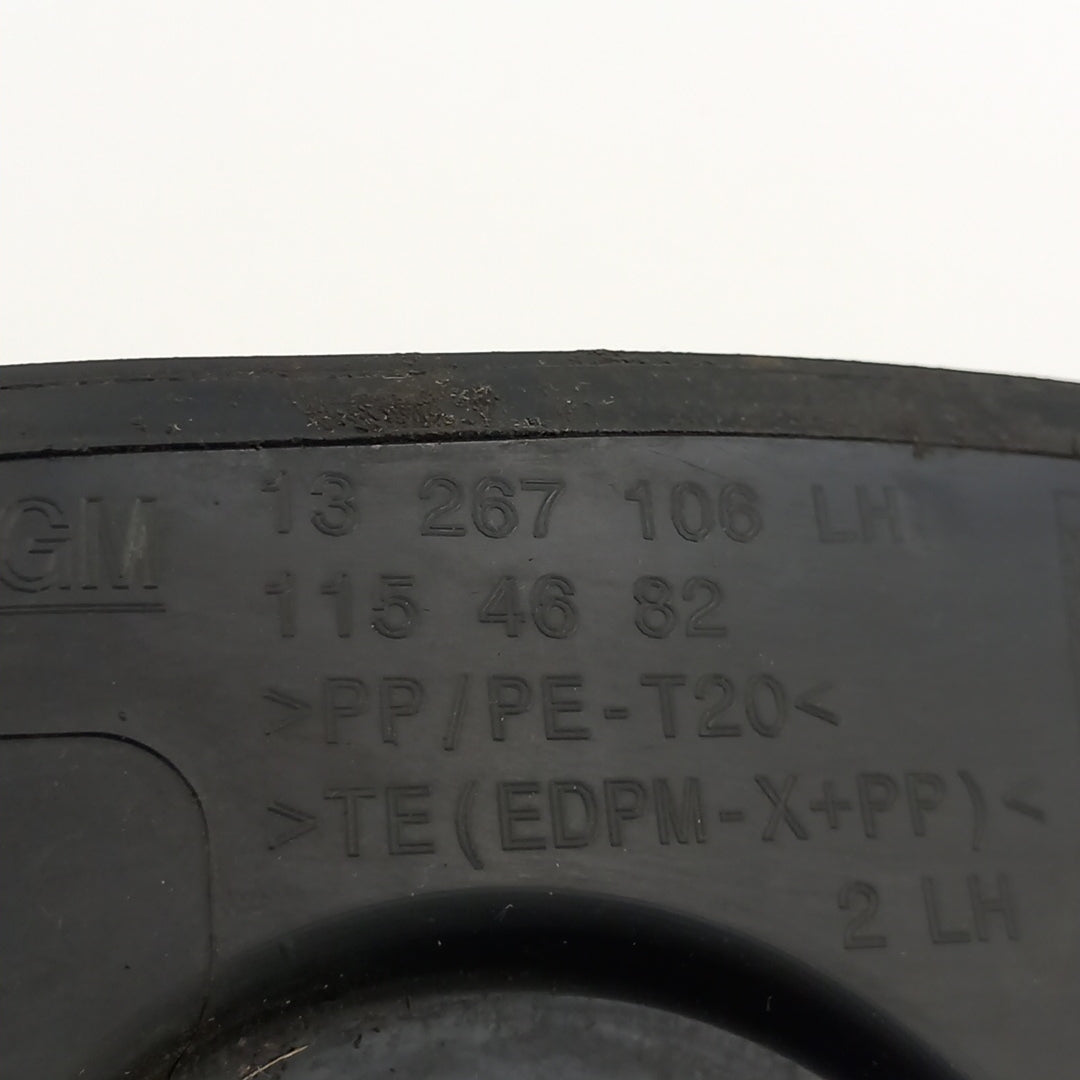 GM 13 267 106 LH
115 46 82
>PP/PE-T20<
>TE(EDPM-X+PP)<
2 LH